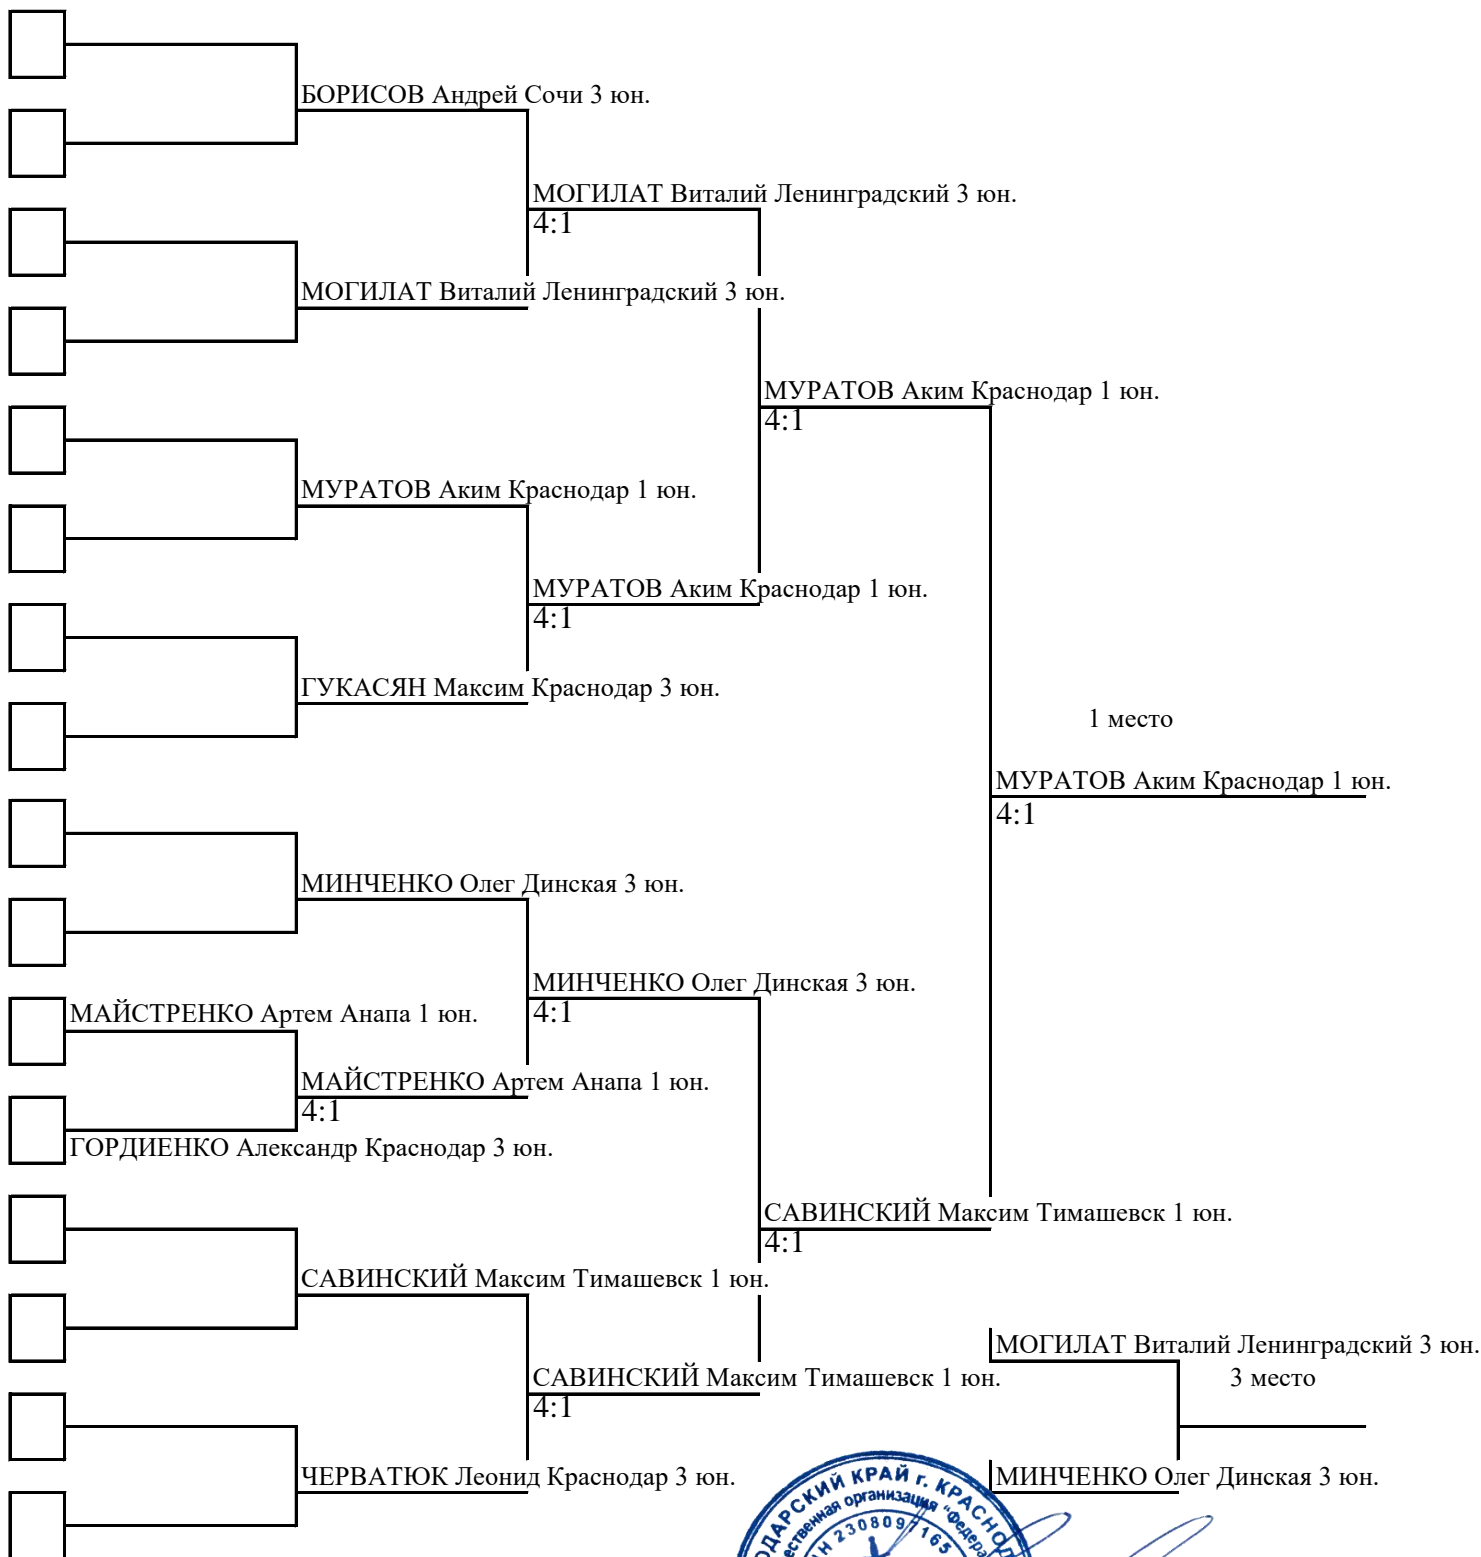 БОРИСОВ Андрей Сочи 3 юн.
МОГИЛАТ Виталий Ленинградский 3 юн.
4:1
МОГИЛАТ Виталий Ленинградский 3 юн.
МУРАТОВ Аким Краснодар 1 юн.
4:1
МУРАТОВ Аким Краснодар 1 юн.
МУРАТОВ Аким Краснодар 1 юн.
4:1
ГУКАСЯН Максим Краснодар 3 юн.
1 место
МУРАТОВ Аким Краснодар 1 юн.
4:1
МИНЧЕНКО Олег Динская 3 юн.
МИНЧЕНКО Олег Динская 3 юн.
4:1
МАЙСТРЕНКО Артем Анапа 1 юн.
МАЙСТРЕНКО Артем Анапа 1 юн.
4:1
ГОРДИЕНКО Александр Краснодар 3 юн.
САВИНСКИЙ Максим Тимашевск 1 юн.
4:1
САВИНСКИЙ Максим Тимашевск 1 юн.
МОГИЛАТ Виталий Ленинградский 3 юн.
САВИНСКИЙ Максим Тимашевск 1 юн.
4:1
3 место
ЧЕРВАТЮК Леонид Краснодар 3 юн.
МИНЧЕНКО Олег Динская 3 юн.
КРАЙ г.
организация
2308097165